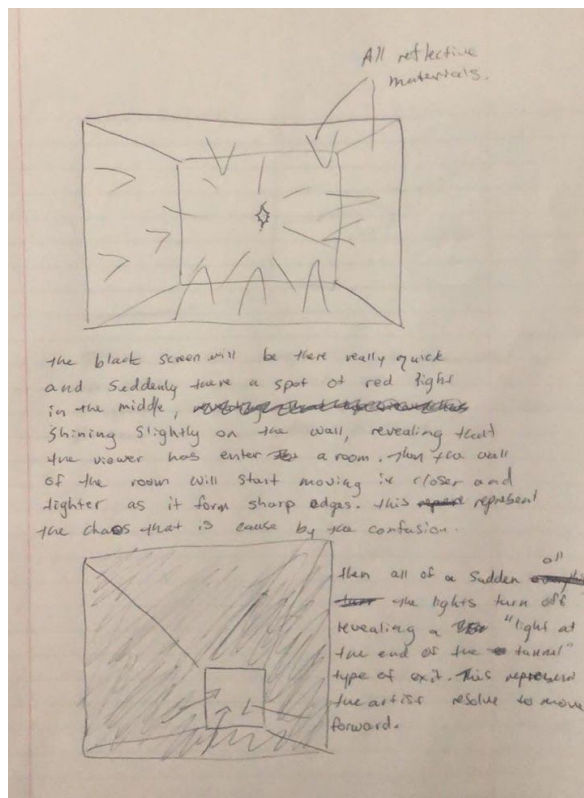 All reflective
materials.
the black screen will be there really quick
and Suddenly there a spot of red light
in the middle,
Shining Slightly on the wall, revealing that
the viewer has enter a room. then the wall
of the room will start moving in closer and
tighter as it form sharp edges. this represent
the chaos that is cause by the confusion.
then all of a Sudden all
the lights turn off
revealing a "light at
the end of the tunnel"
type of exit. This represent
the artist resolve to move
forward.